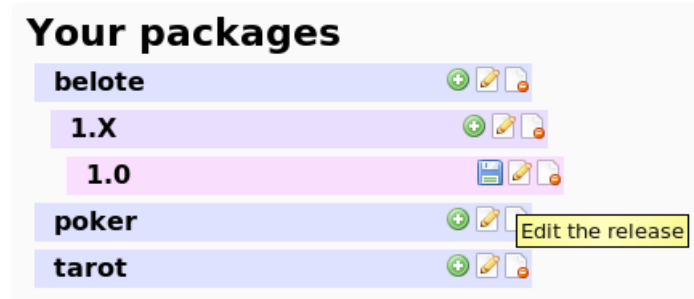 Your packages
belote
1.X
1.0
poker
Edit the release
tarot